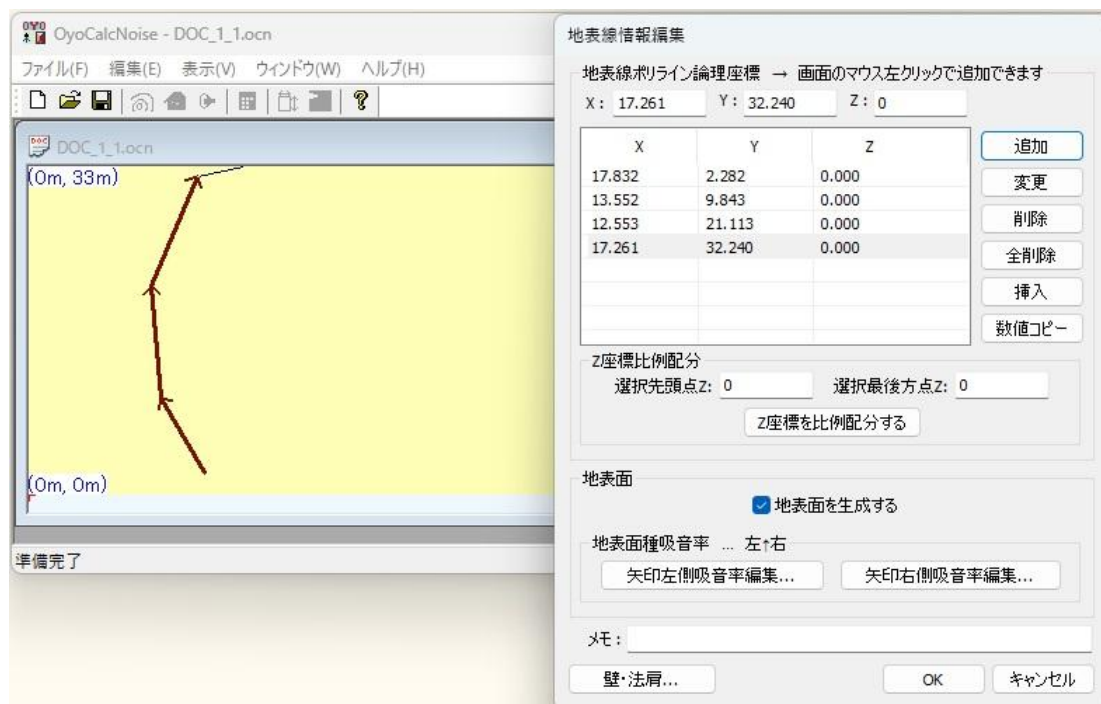 OyoCalcNoise - DOC_1_1.ocn
ファイル(F) 編集(E) 表示(V) ウィンドウ(W) ヘルプ(H)
DOC_1_1.ocn
(0m, 33m)
(0m, 0m)
準備完了
地表線情報編集
地表線ポリライン論理座標 → 画面のマウス左クリックで追加できます
X: 17.261 Y: 32.240 Z: 0
X Y Z
17.832 2.282 0.000
13.552 9.843 0.000
12.553 21.113 0.000
17.261 32.240 0.000
追加
変更
削除
全削除
挿入
数値コピー
Z座標比例配分
選択先頭点Z: 0 選択最後方点Z: 0
Z座標を比例配分する
地表面
地表面を生成する
地表面種吸音率 ... 左↑右
矢印左側吸音率編集... 矢印右側吸音率編集...
メモ:
壁・法肩... OK キャンセル